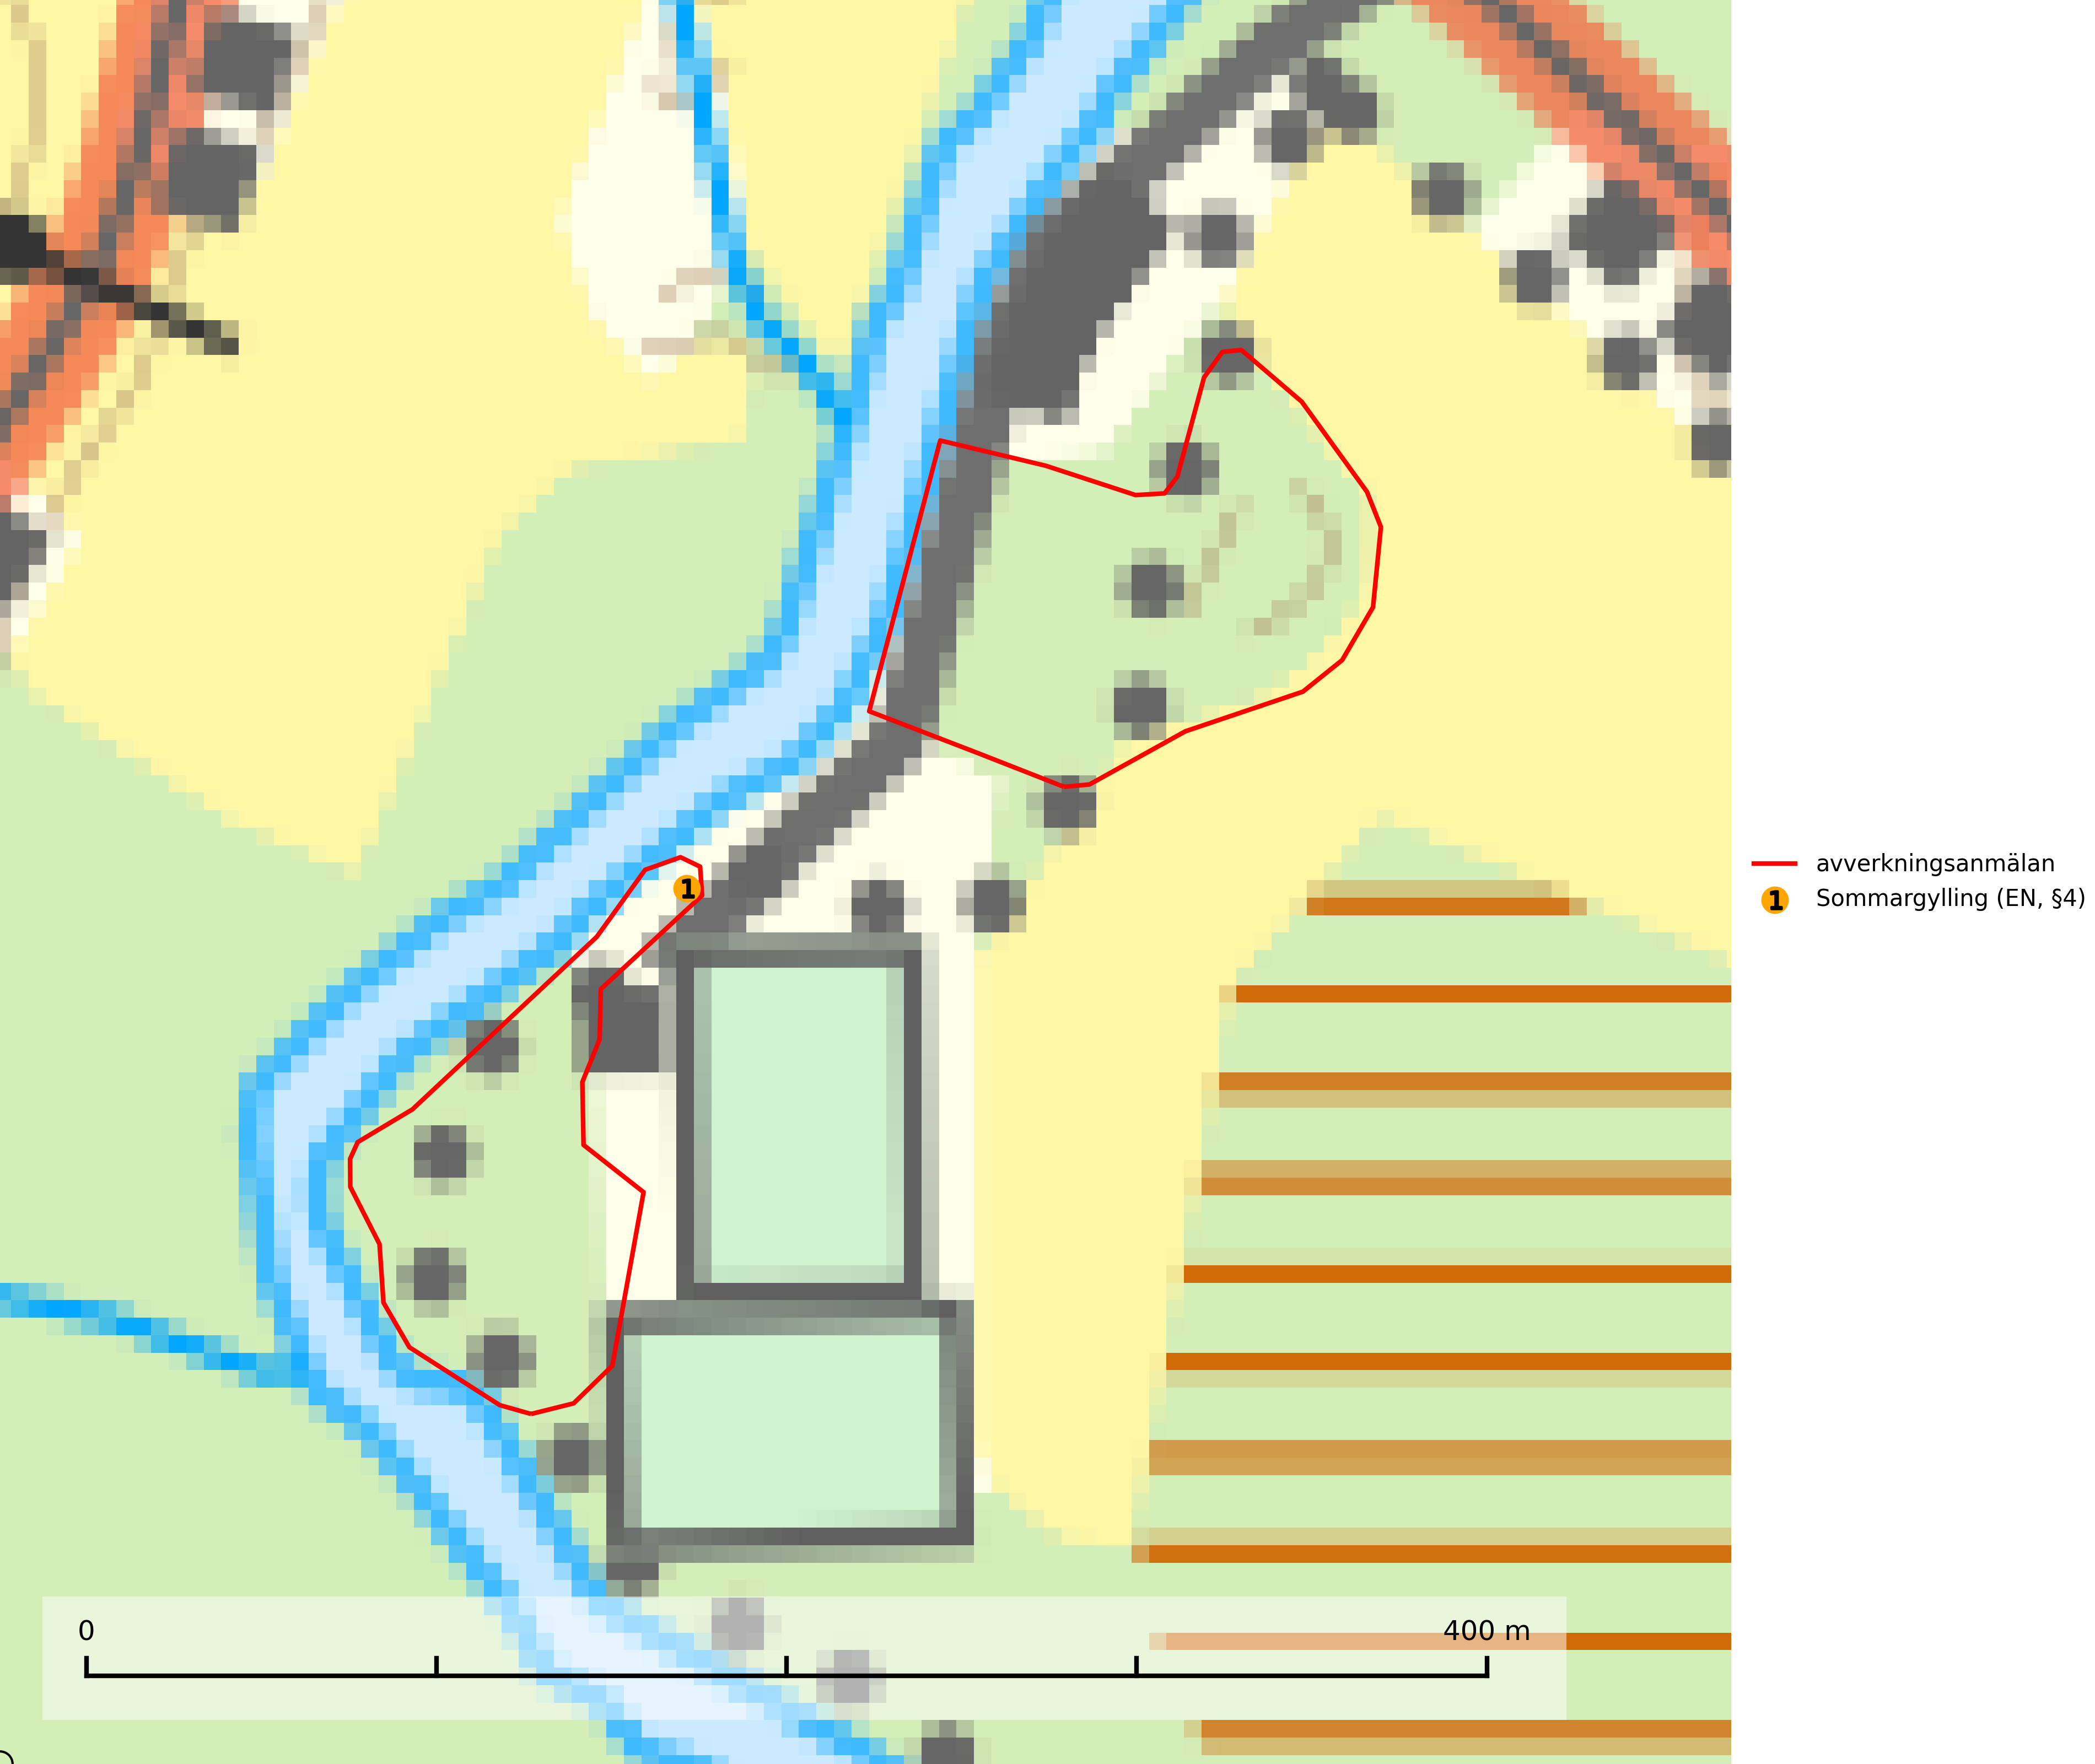 1
avverkningsanmälan
1 Sommargylling (EN, §4)
0 400 m